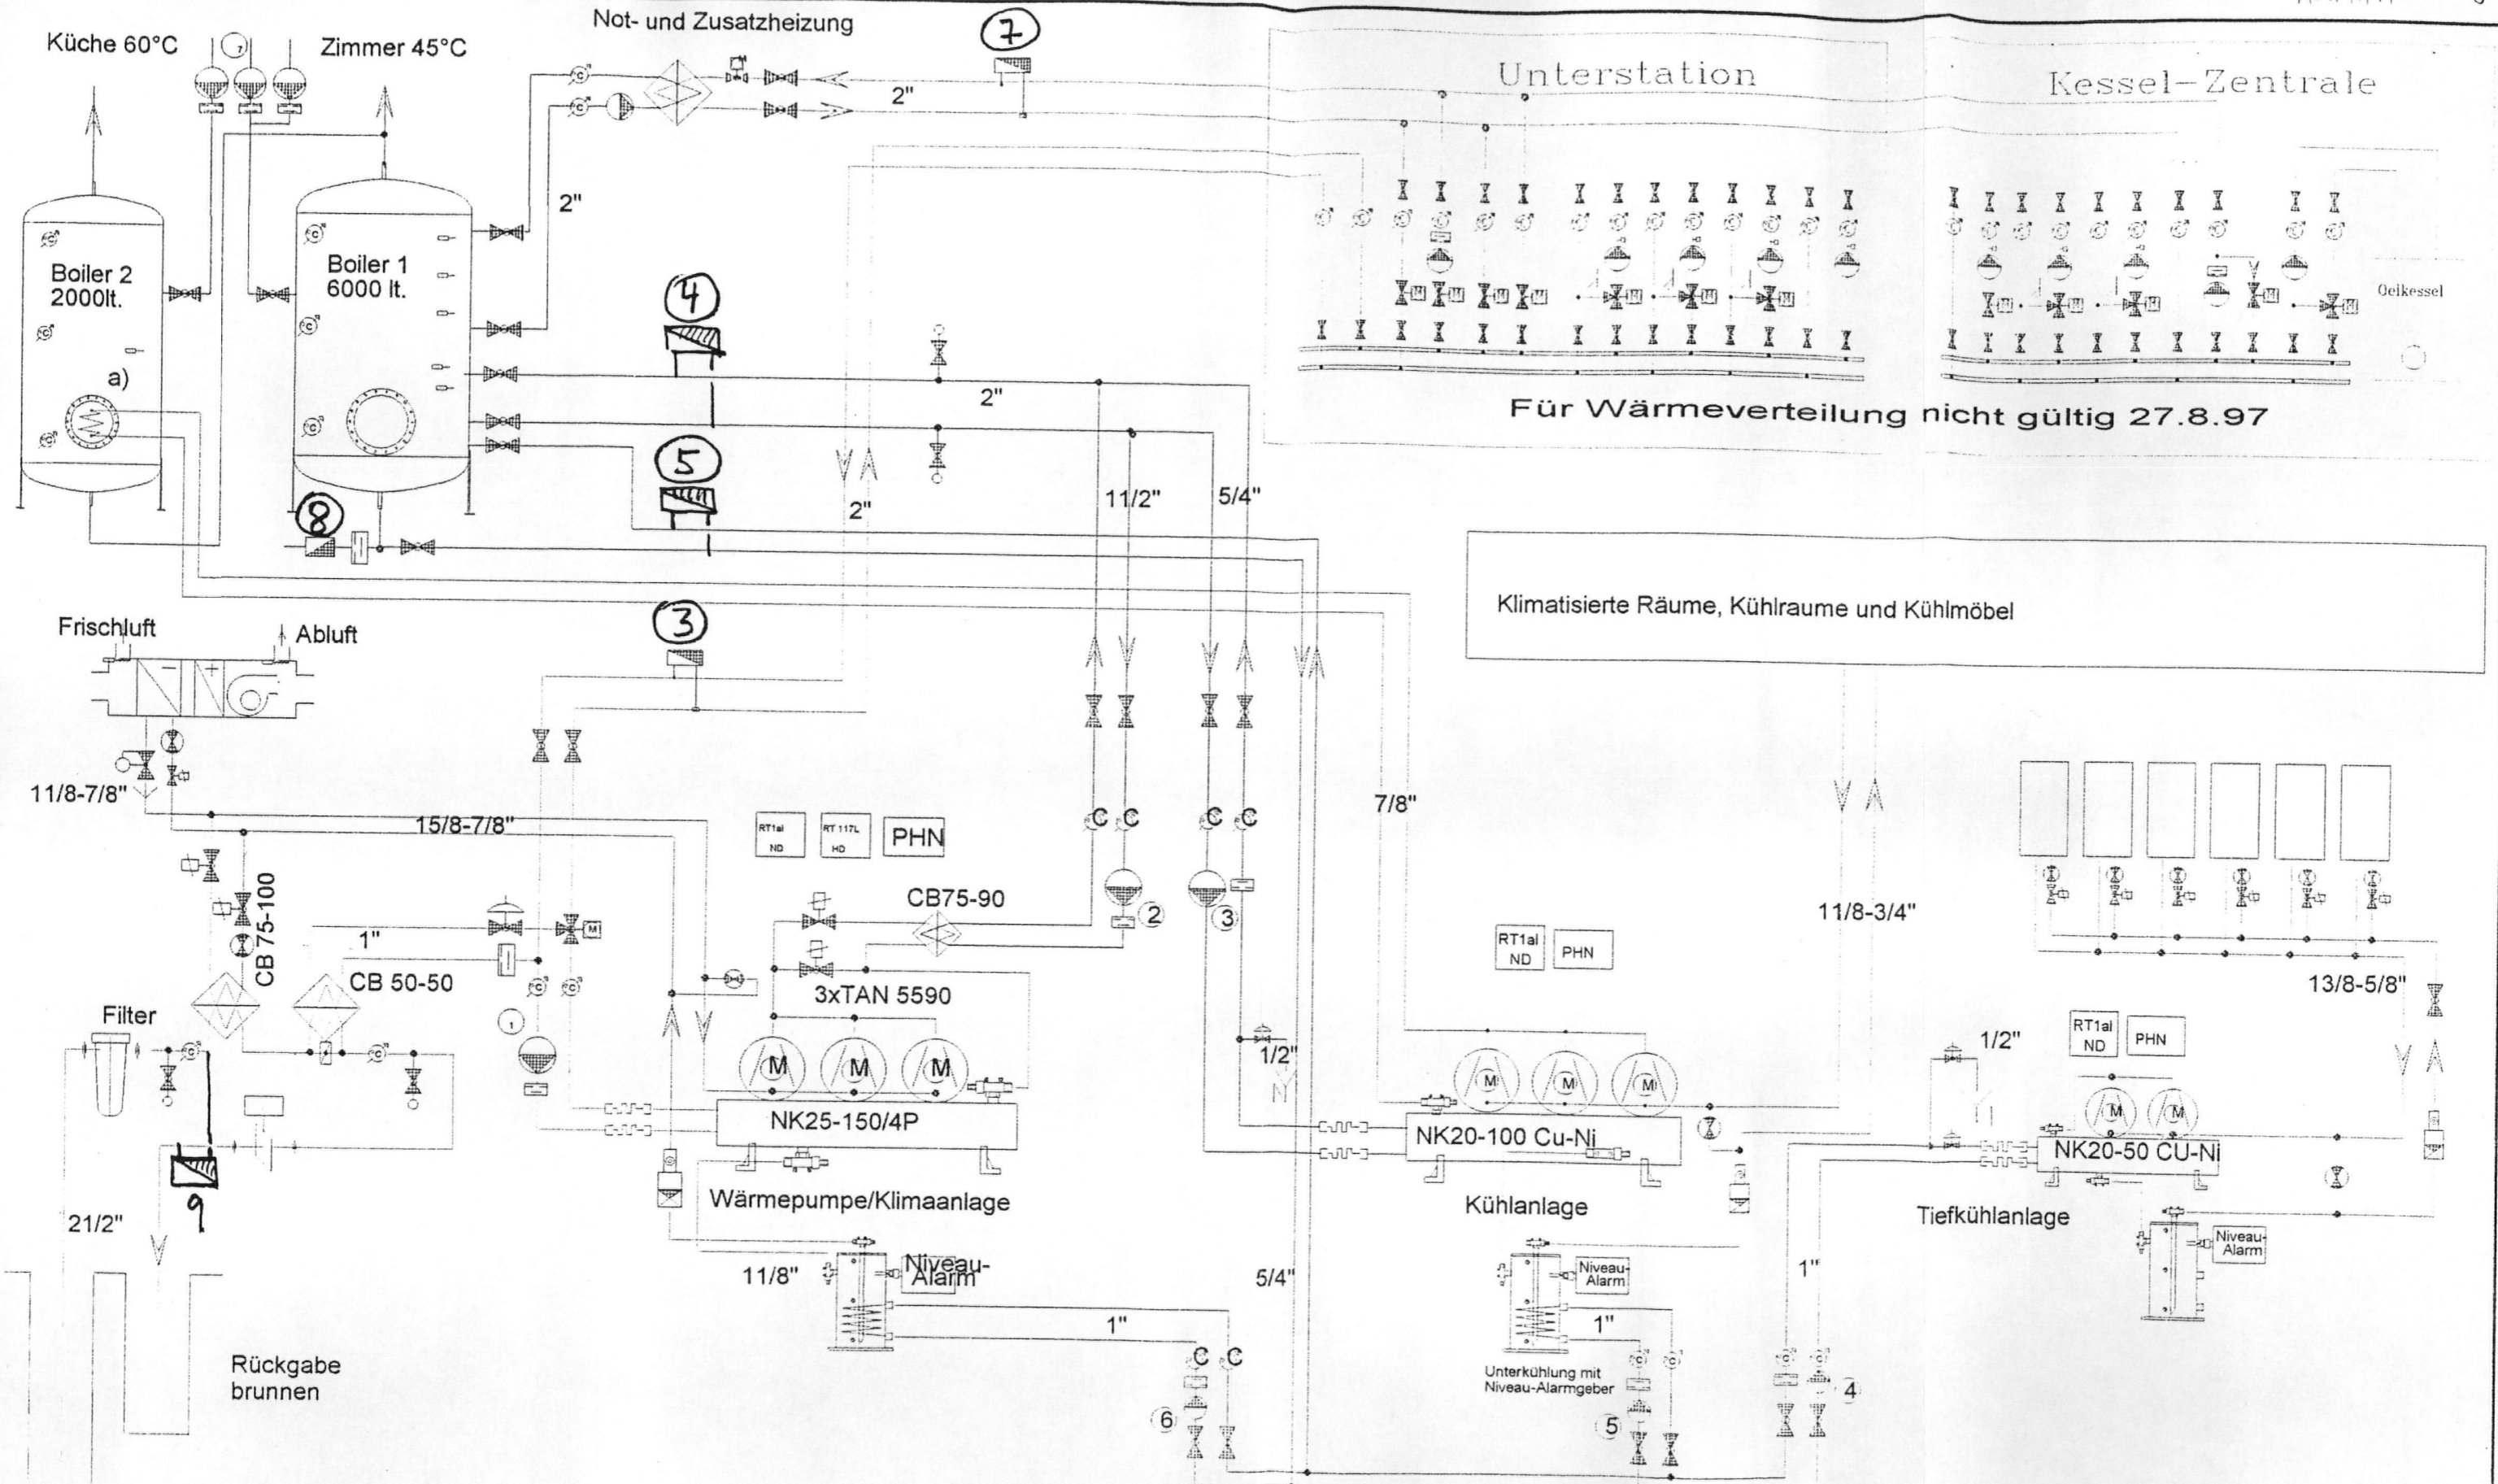 Not- und Zusatzheizung
7
Küche 60°C
7
Zimmer 45°C
Unterstation
Kessel-Zentrale
2"
2"
Boiler 2
2000lt.
Boiler 1
6000 lt.
4
Oelkessel
a)
2"
Für Wärmeverteilung nicht gültig 27.8.97
5
11/2"
5/4"
2"
8
Klimatisierte Räume, Kühlraume und Kühlmöbel
3
Frischluft
Abluft
11/8-7/8"
15/8-7/8"
RT1al
ND
RT 117L
HD
PHN
7/8"
C C C C
CB75-100
CB75-90
2
3
11/8-3/4"
1"
M
RT1al
ND
PHN
CB 50-50
3xTAN 5590
13/8-5/8"
Filter
1
1/2"
1/2"
RT1al
ND
PHN
M M M
M M M
M M
NK25-150/4P
NK20-100 Cu-Ni
NK20-50 CU-Ni
9
21/2"
Wärmepumpe/Klimaanlage
Kühlanlage
Tiefkühlanlage
11/8"
Niveau-
Alarm
5/4"
Niveau-
Alarm
1"
Niveau-
Alarm
1"
1"
Rückgabe
brunnen
C C
Unterkühlung mit
Niveau-Alarmgeber
6
5
4